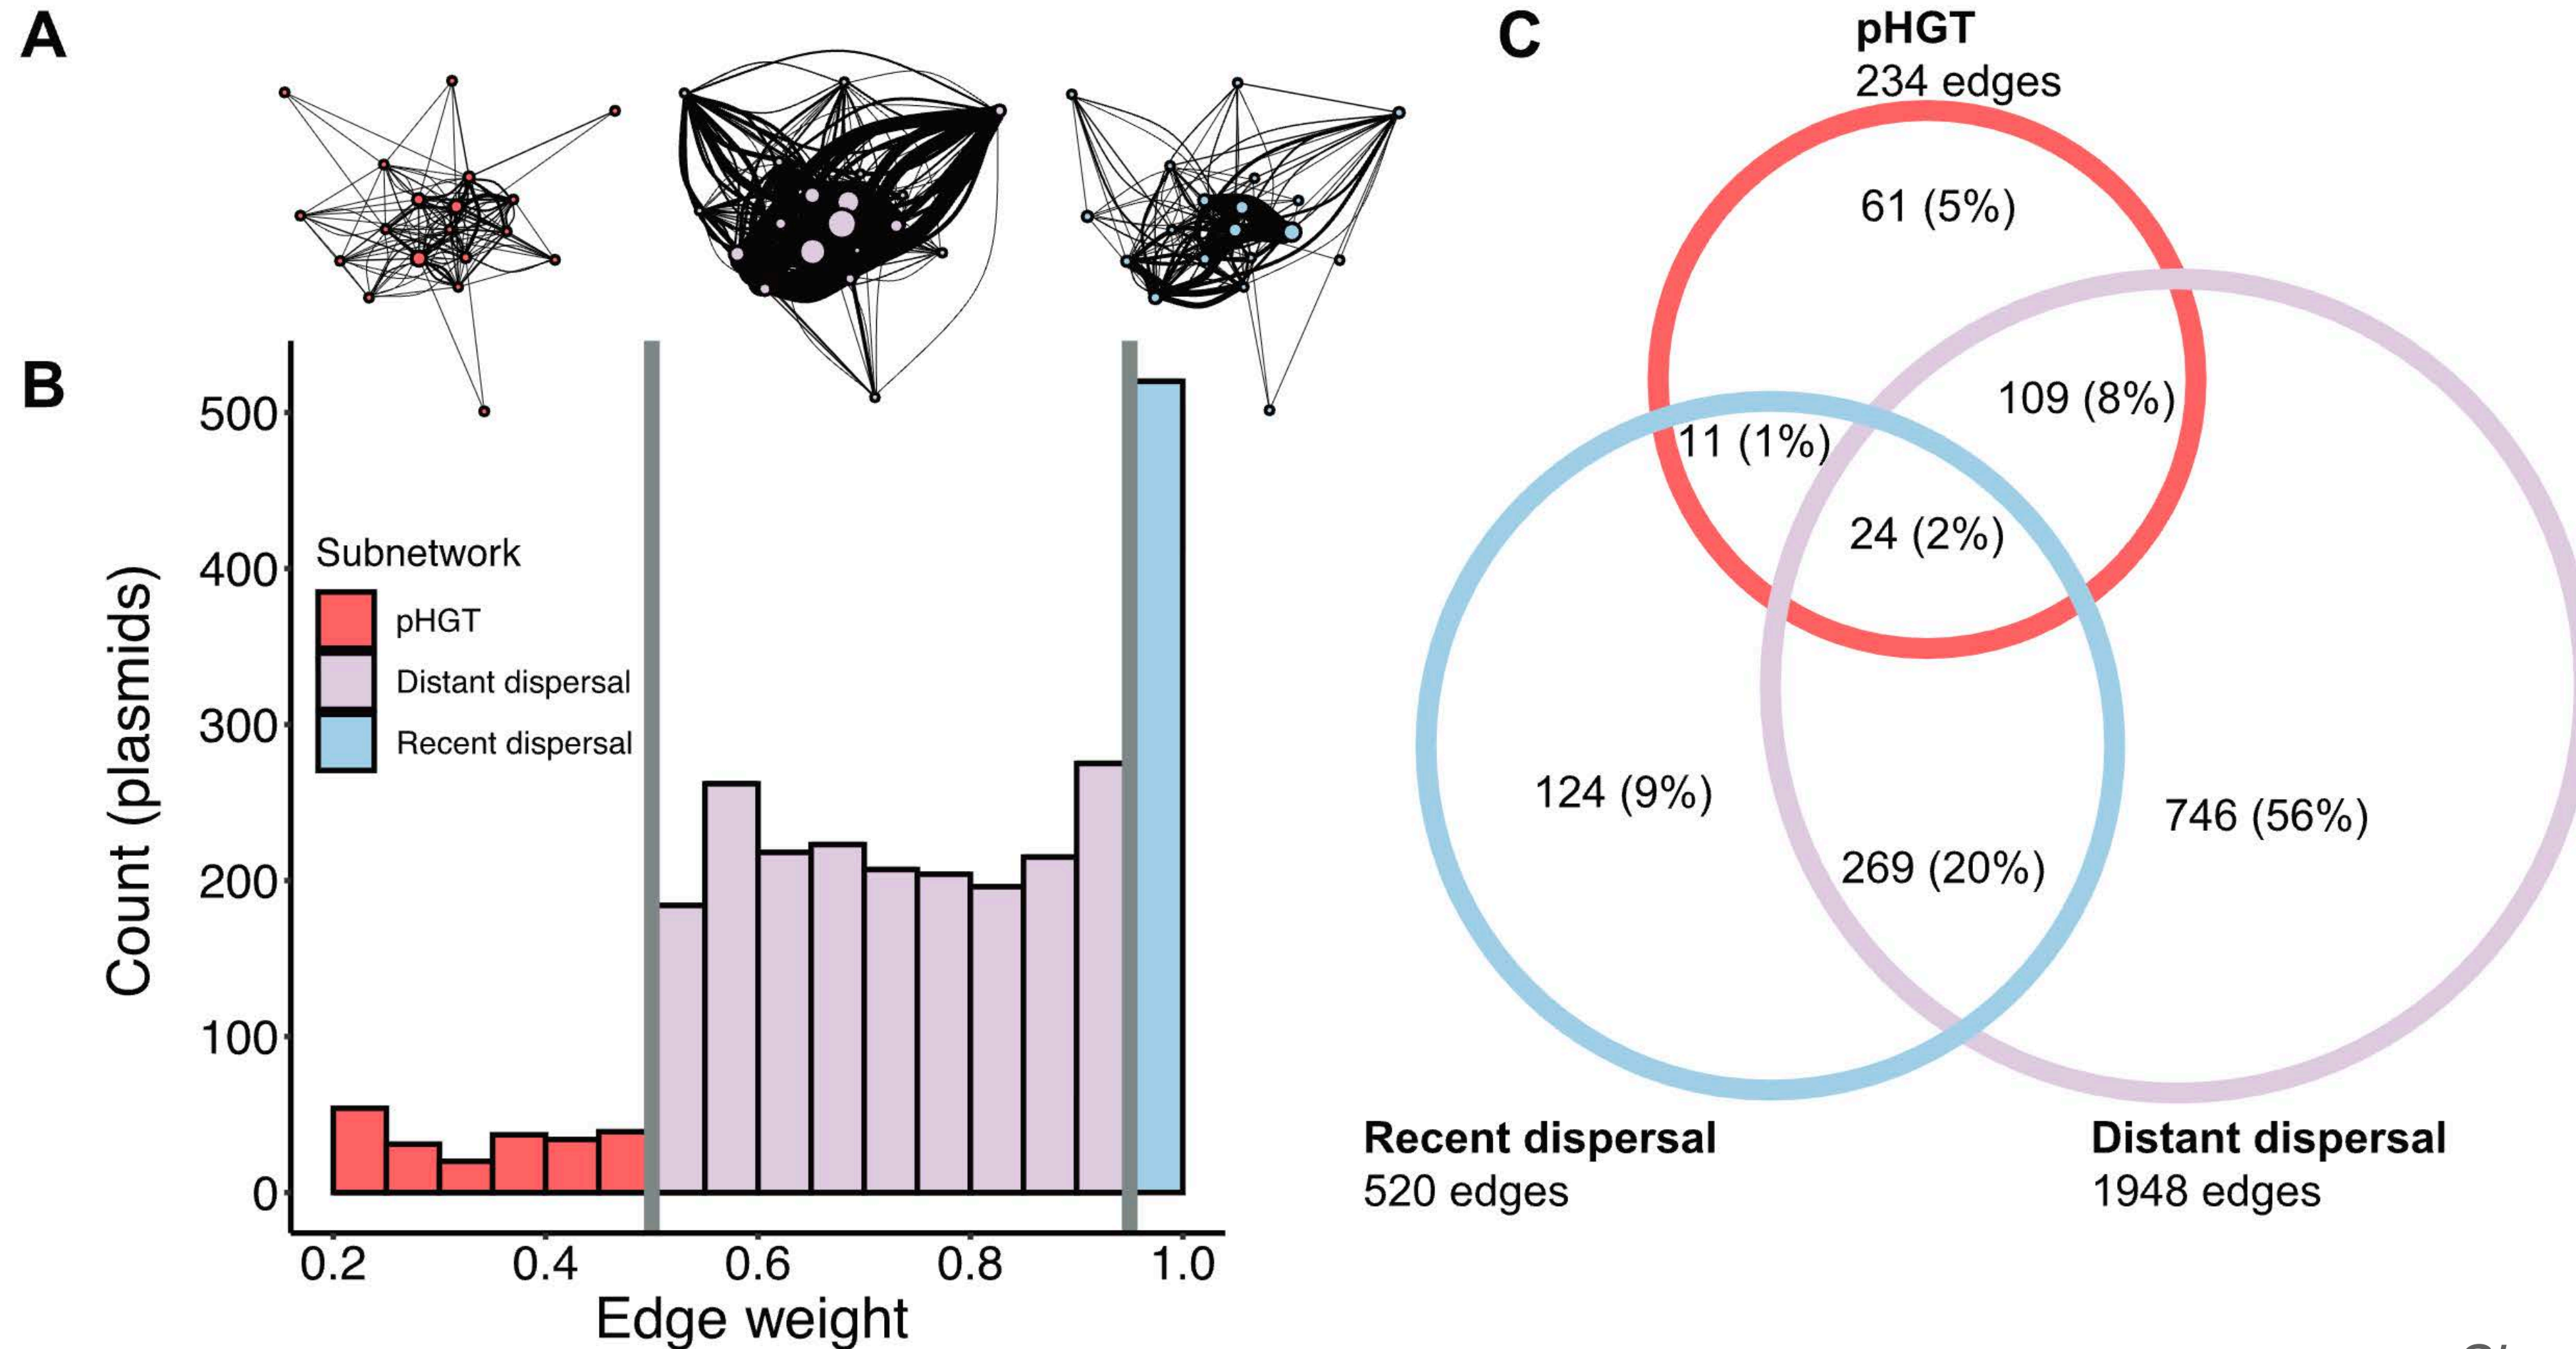 A
B
500
400
300
200
100
0
Count (plasmids)
Subnetwork
pHGT
Distant dispersal
Recent dispersal
0.2 0.4 0.6 0.8 1.0
Edge weight
C
pHGT
234 edges
61 (5%)
109 (8%)
11 (1%)
24 (2%)
124 (9%)
746 (56%)
269 (20%)
Recent dispersal
520 edges
Distant dispersal
1948 edges